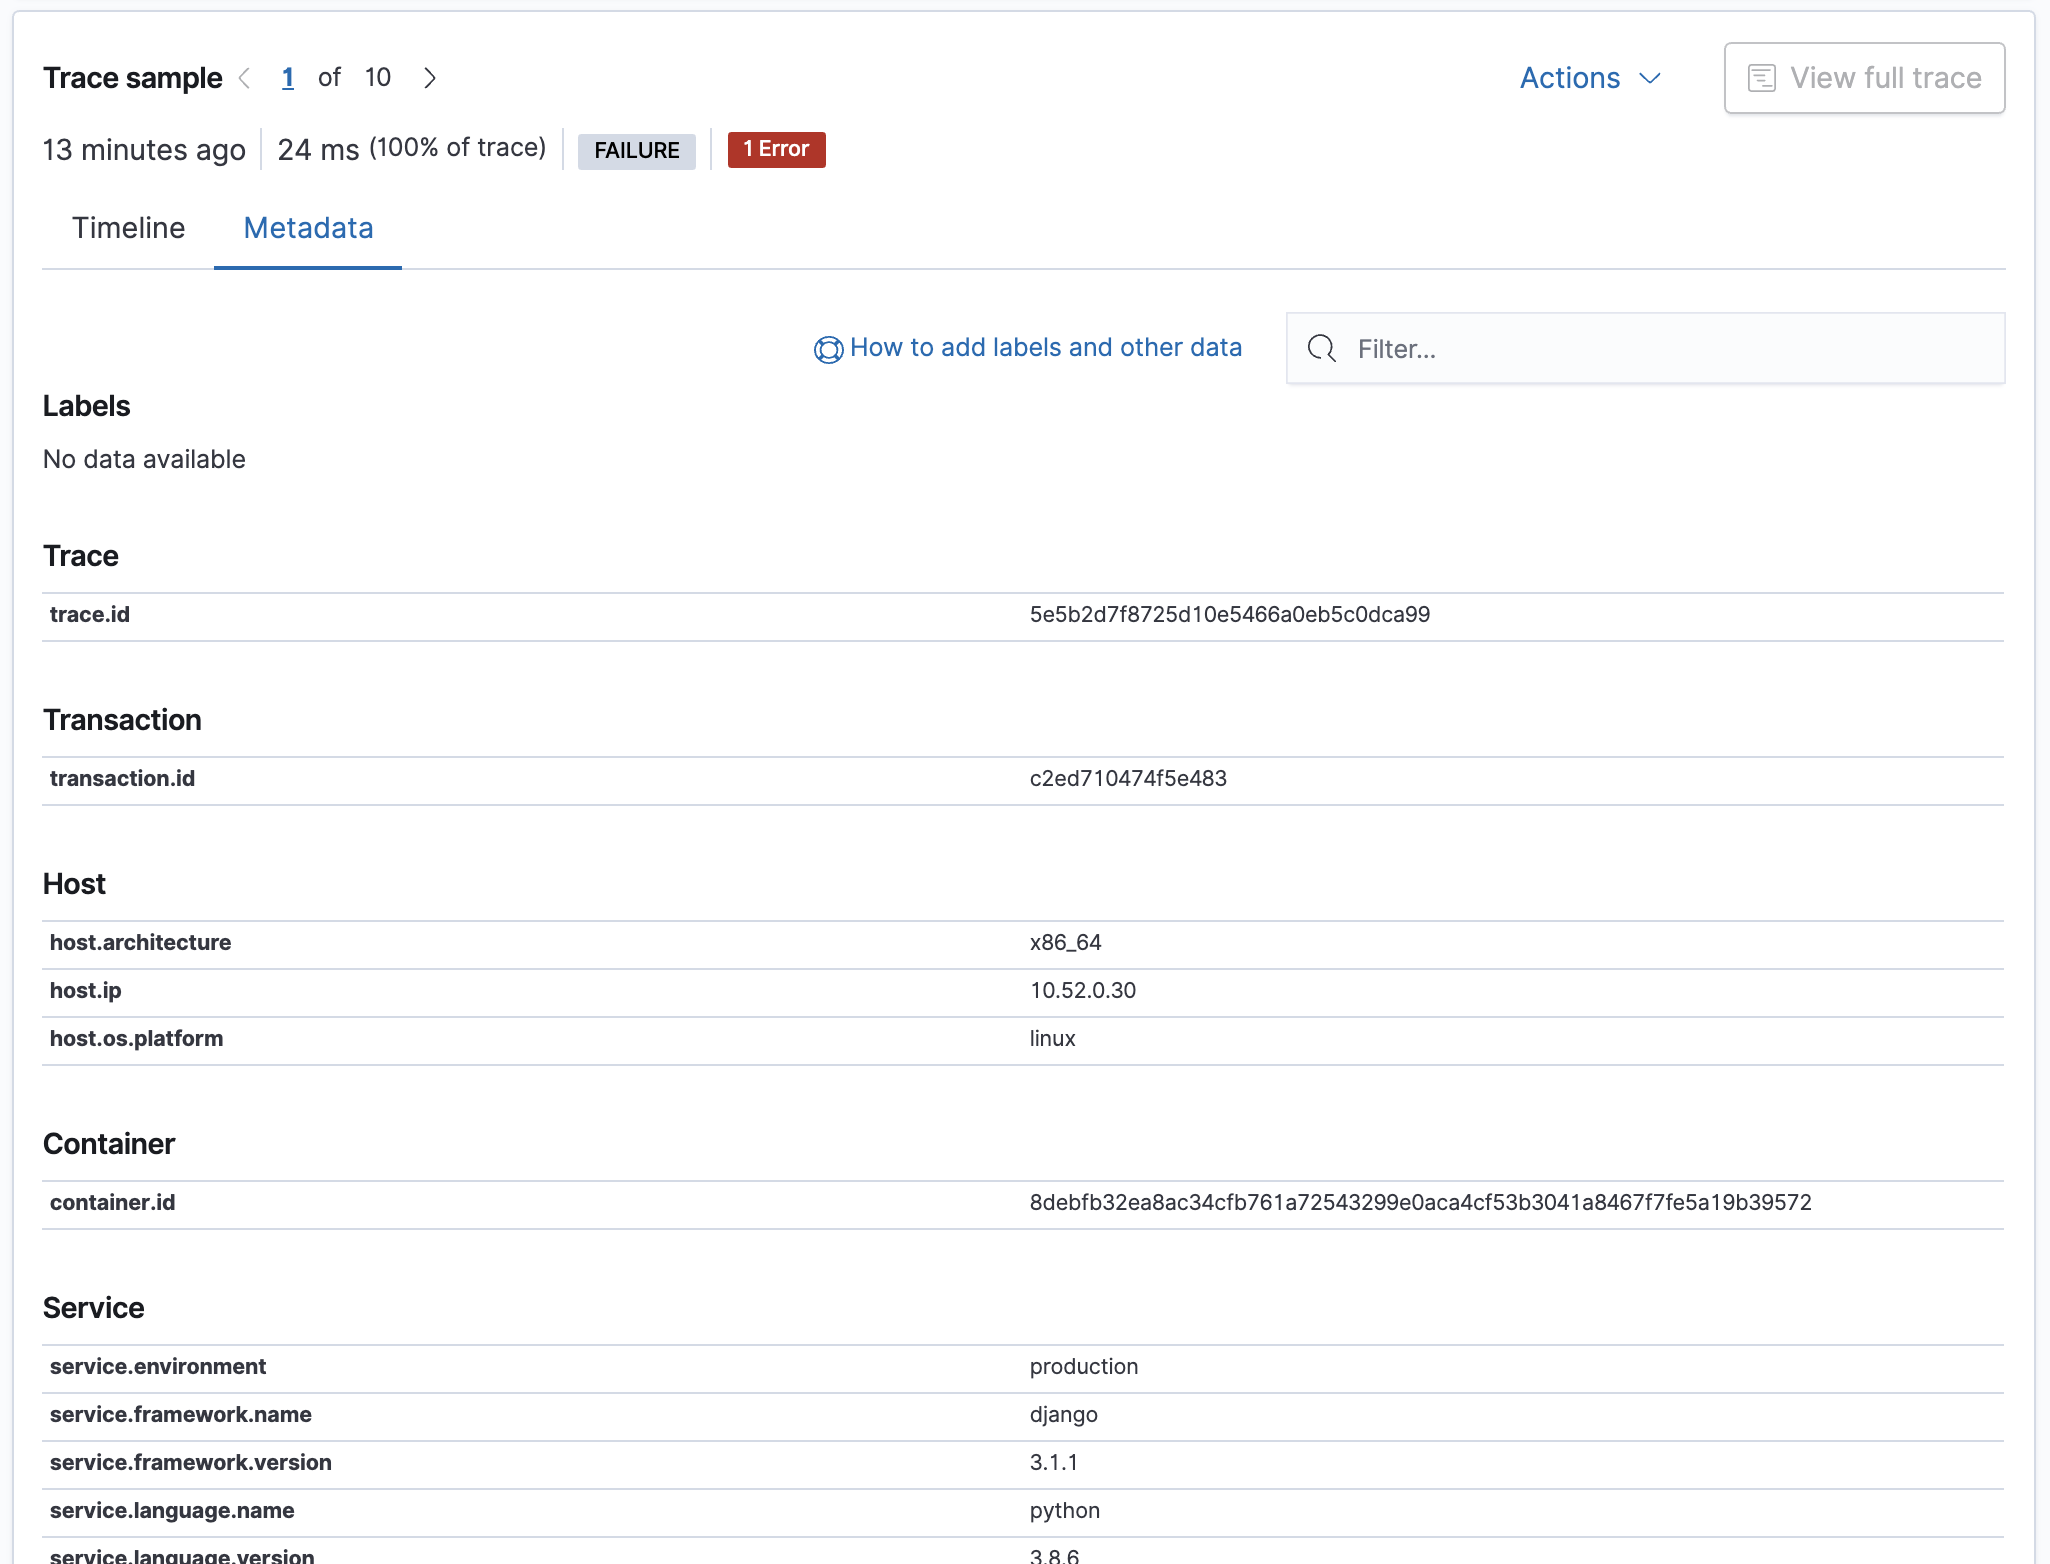 Trace sample 1 of 10 Actions View full trace
13 minutes ago 24 ms (100% of trace) FAILURE 1 Error
Timeline Metadata
How to add labels and other data Filter...
Labels
No data available
Trace
trace.id 5e5b2d7f8725d10e5466a0eb5c0dca99
Transaction
transaction.id c2ed710474f5e483
Host
host.architecture x86_64
host.ip 10.52.0.30
host.os.platform linux
Container
container.id 8debfb32ea8ac34cfb761a72543299e0aca4cf53b3041a8467f7fe5a19b39572
Service
service.environment production
service.framework.name django
service.framework.version 3.1.1
service.language.name python
service.language.version 3.8.6